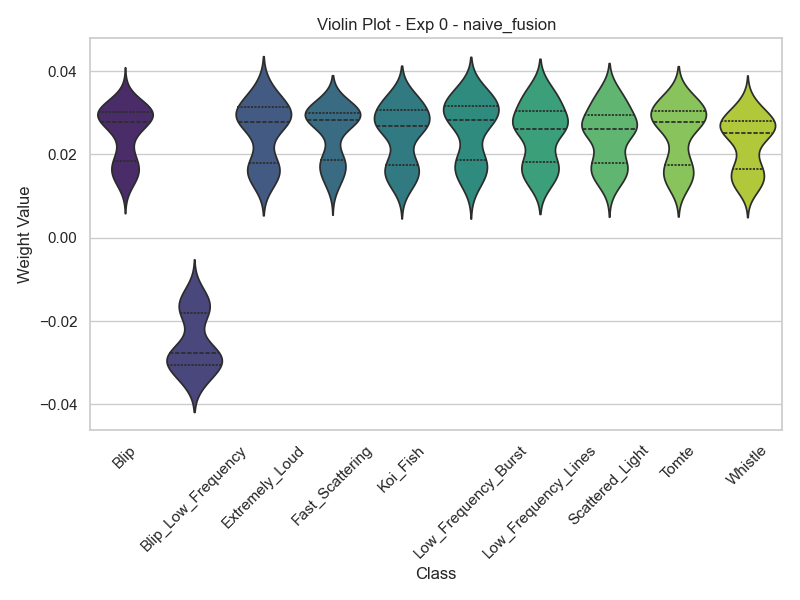 Violin Plot - Exp 0 - naive_fusion
0.04
0.02
0.00
−0.02
−0.04
Weight Value
Blip
Blip_Low_Frequency
Extremely_Loud
Fast_Scattering
Koi_Fish
Low_Frequency_Burst
Low_Frequency_Lines
Scattered_Light
Tomte
Whistle
Class